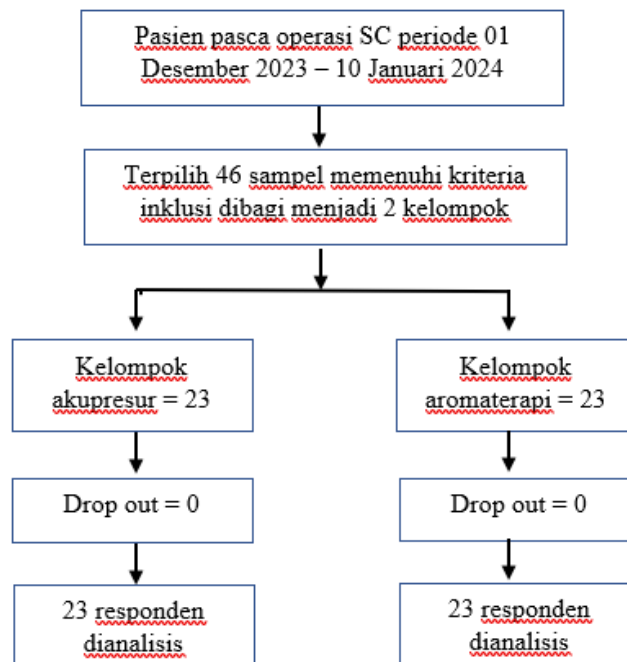 Pasien pasca operasi SC periode 01
Desember 2023 – 10 Januari 2024
Terpilih 46 sampel memenuhi kriteria
inklusi dibagi menjadi 2 kelompok
Kelompok
akupresur = 23
Kelompok
aromaterapi = 23
Drop out = 0
Drop out = 0
23 responden
dianalisis
23 responden
dianalisis